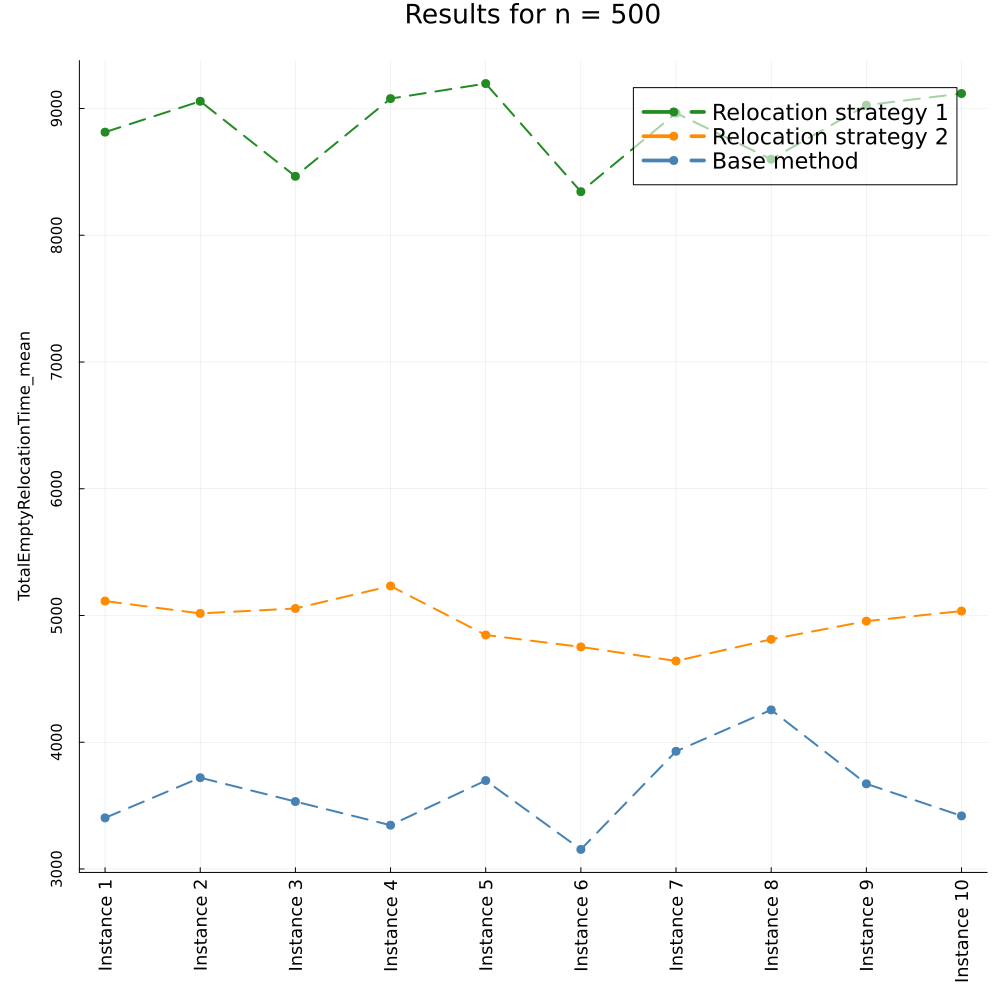 Results for n = 500
TotalEmptyRelocationTime_mean
9000
8000
7000
6000
5000
4000
3000
Relocation strategy 1
Relocation strategy 2
Base method
Instance 1
Instance 2
Instance 3
Instance 4
Instance 5
Instance 6
Instance 7
Instance 8
Instance 9
Instance 10